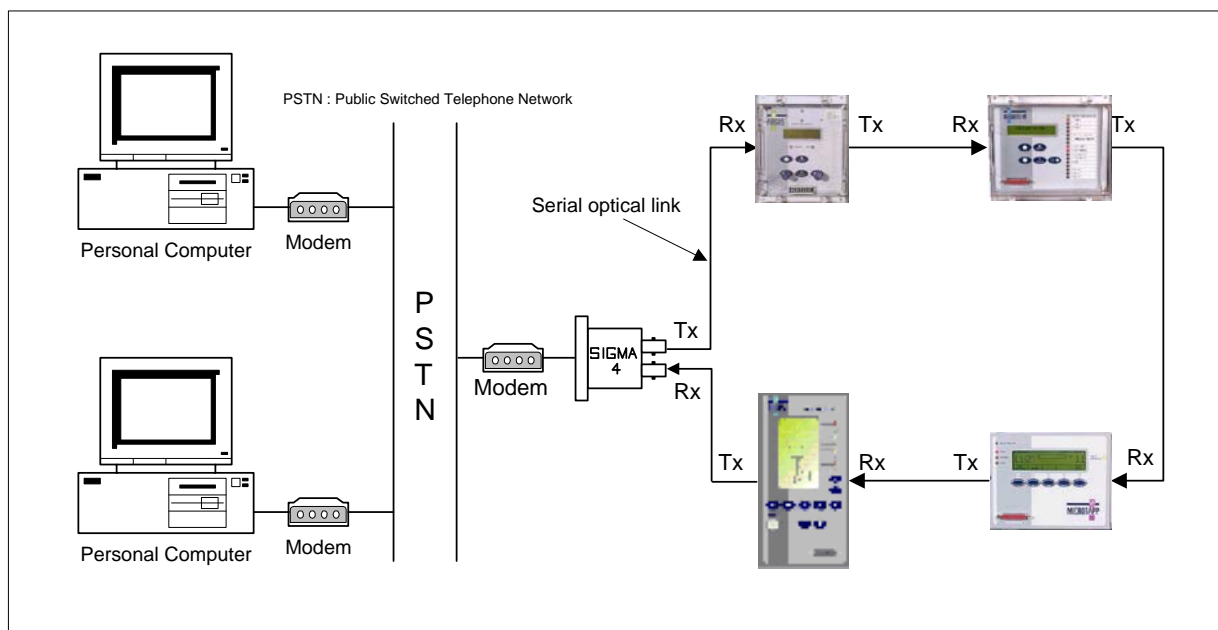 PSTN : Public Switched Telephone Network
Personal Computer
Modem
Personal Computer
Modem
P
S
T
N
Modem
SIGMA
4
Tx
Rx
Serial optical link
Rx
Tx
Rx
Tx
Rx
Tx
Rx
Tx
MICROTAPP